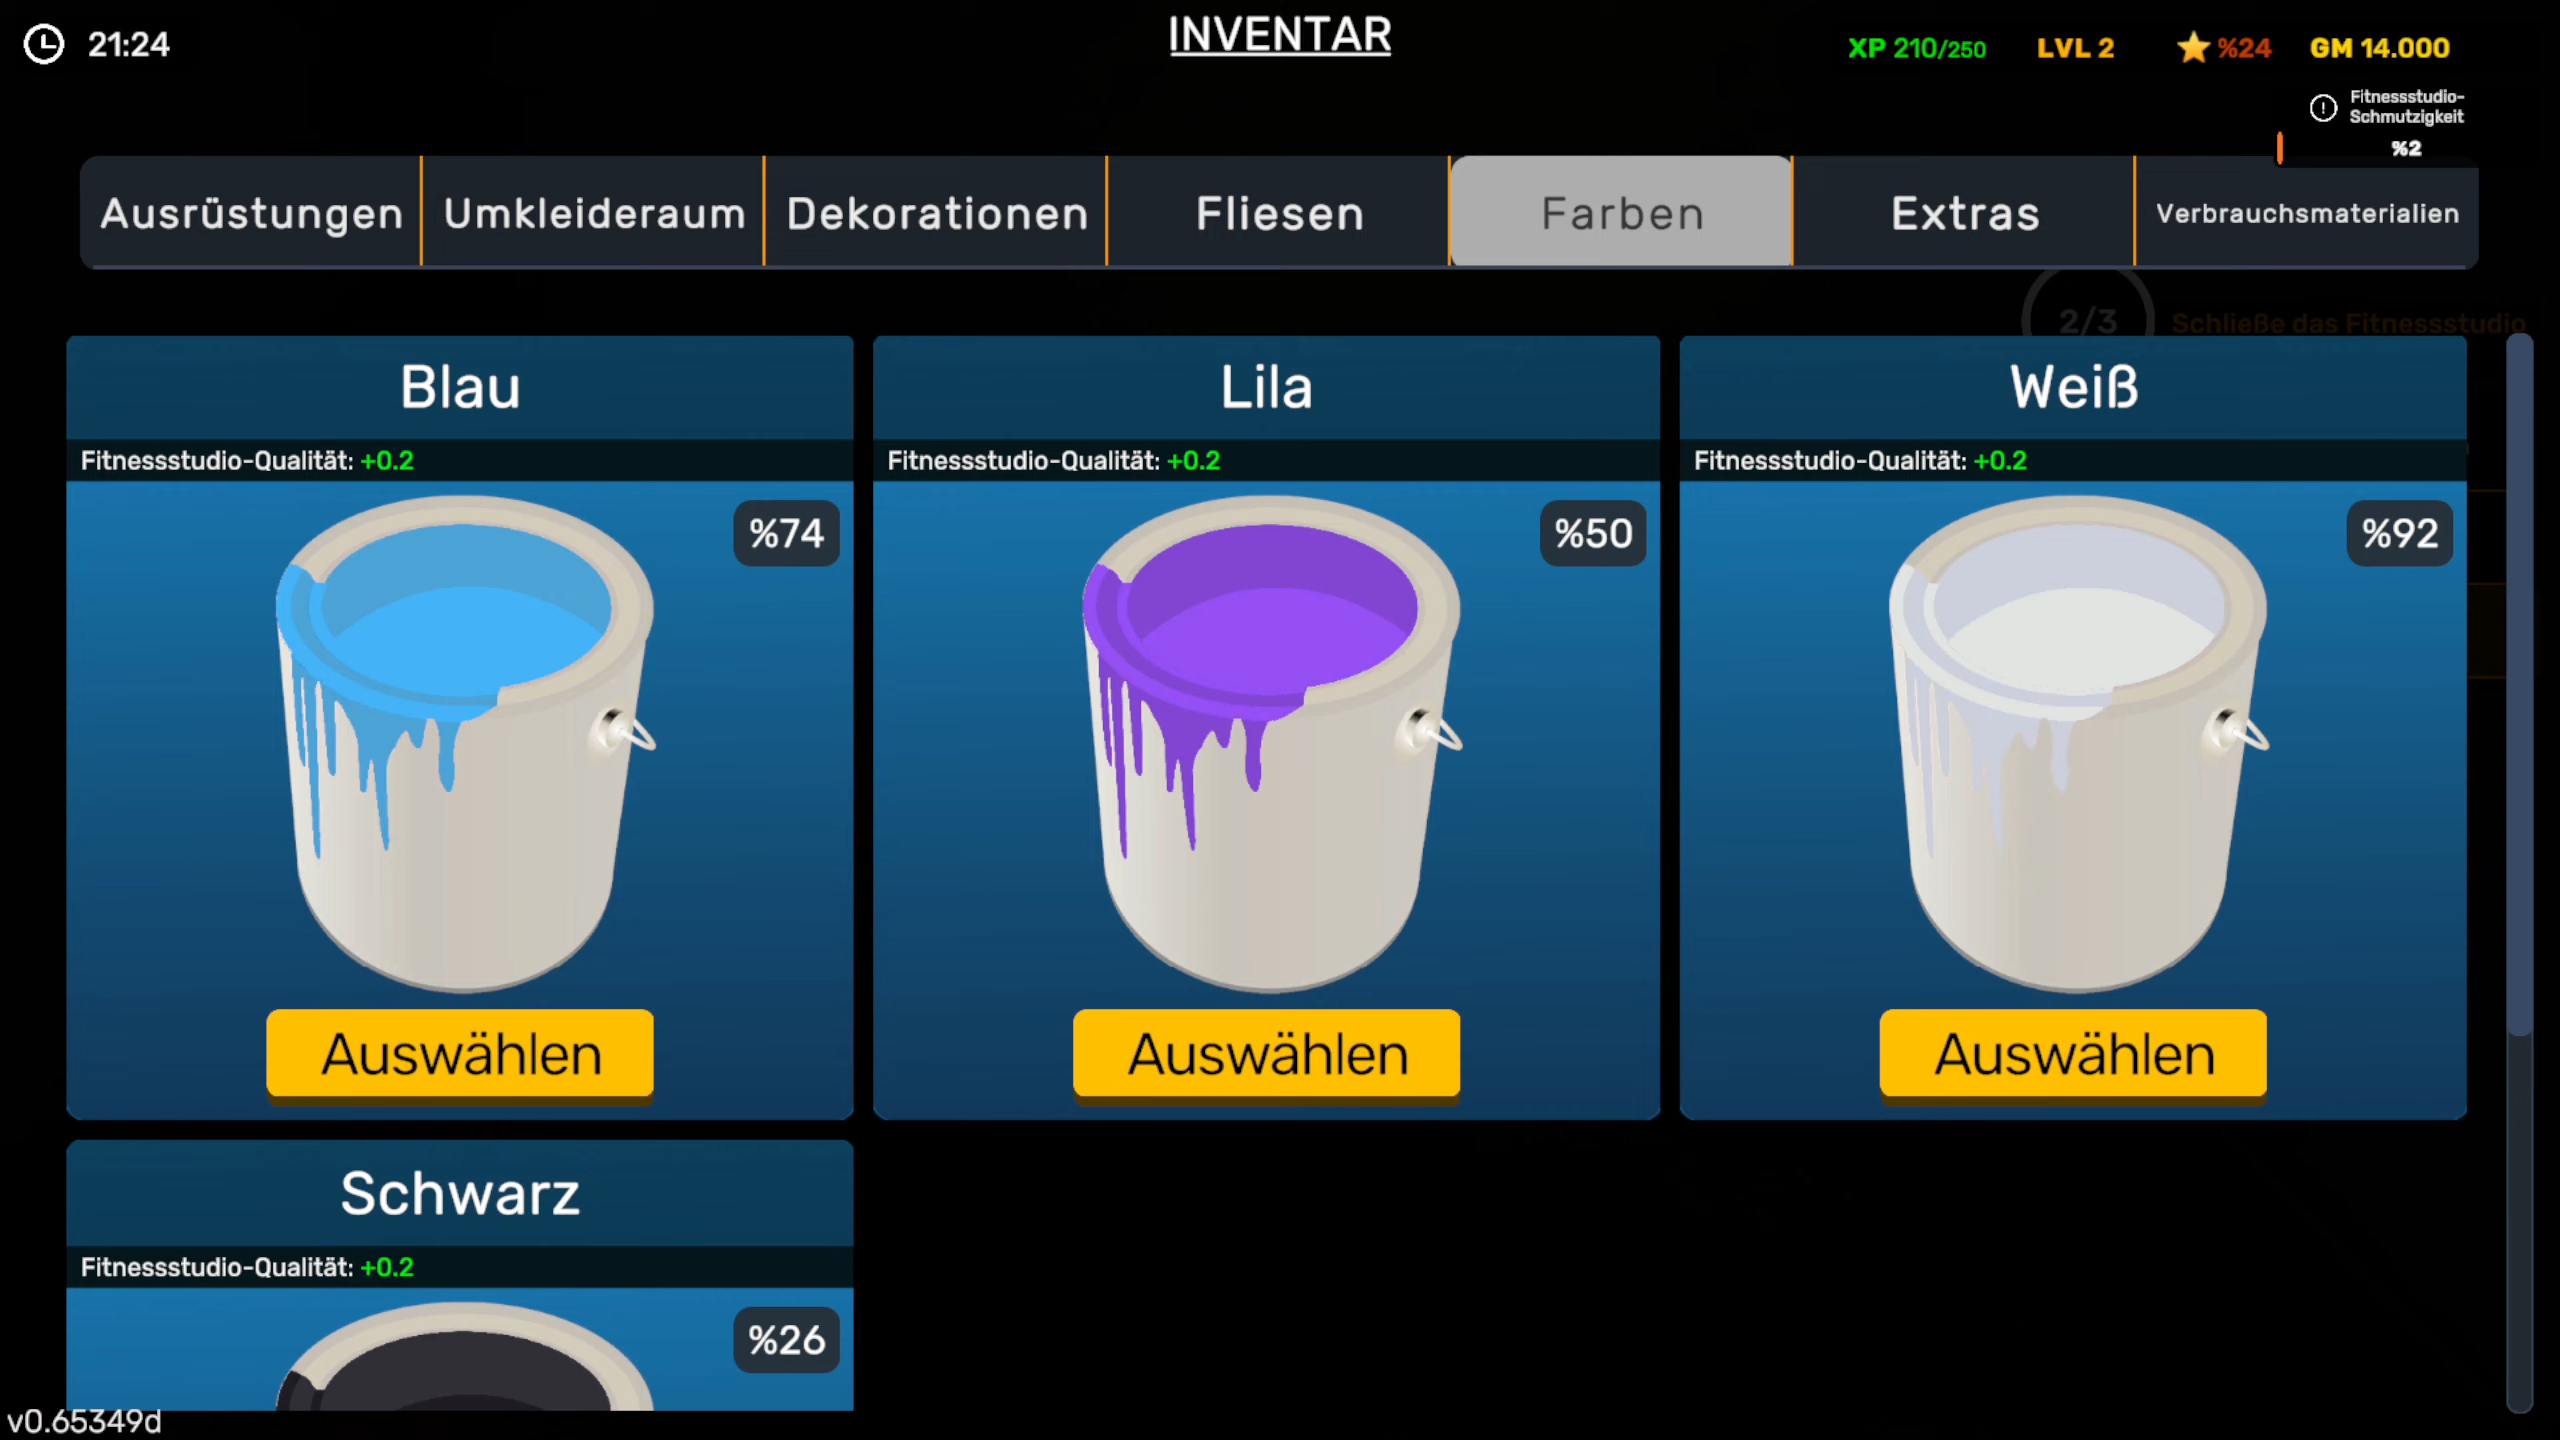 21:24
INVENTAR
XP 210/250 LVL 2 %24 GM 14.000
Fitnessstudio-
Schmutzigkeit
%2
Ausrüstungen Umkleideraum Dekorationen Fliesen Farben Extras Verbrauchsmaterialien
2/3 Schließe das Fitnessstudio
Blau Lila Weiß
Fitnessstudio-Qualität: +0.2 Fitnessstudio-Qualität: +0.2 Fitnessstudio-Qualität: +0.2
%74 %50 %92
Auswählen Auswählen Auswählen
Schwarz
Fitnessstudio-Qualität: +0.2
%26
v0.65349d